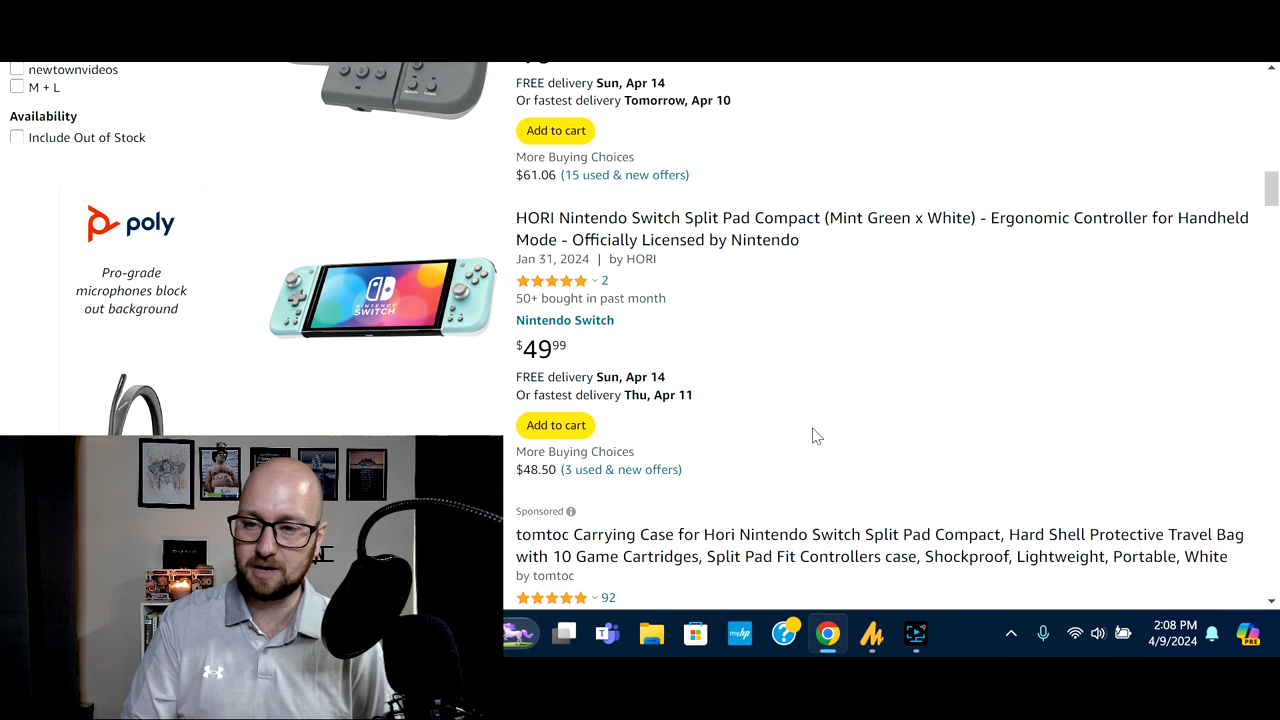 newtownvideos
M + L
Availability
Include Out of Stock
poly
Pro-grade
microphones block
out background
FREE delivery Sun, Apr 14
Or fastest delivery Tomorrow, Apr 10
Add to cart
More Buying Choices
$61.06 (15 used & new offers)
HORI Nintendo Switch Split Pad Compact (Mint Green x White) - Ergonomic Controller for Handheld
Mode - Officially Licensed by Nintendo
Jan 31, 2024 | by HORI
2
50+ bought in past month
Nintendo Switch
$4999
FREE delivery Sun, Apr 14
Or fastest delivery Thu, Apr 11
Add to cart
More Buying Choices
$48.50 (3 used & new offers)
Sponsored
tomtoc Carrying Case for Hori Nintendo Switch Split Pad Compact, Hard Shell Protective Travel Bag
with 10 Game Cartridges, Split Pad Fit Controllers case, Shockproof, Lightweight, Portable, White
by tomtoc
92
NINTENDO
SWITCH
myhp
2:08 PM
4/9/2024
PRE